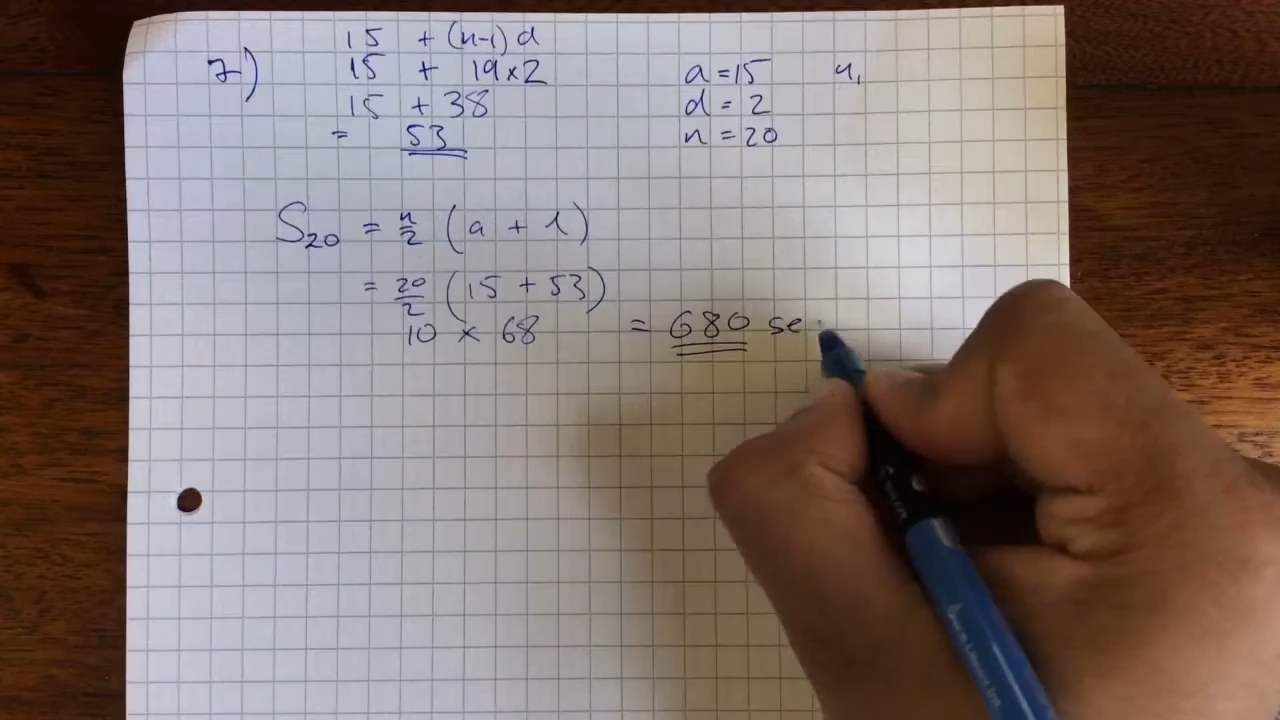 7) 15 + (n-1) d
15 + 19 x 2
15 + 38
= 53
a = 15 u₁
d = 2
n = 20
S₂₀ = n/2 (a + l)
= 20/2 (15 + 53)
10 x 68 = 680 se